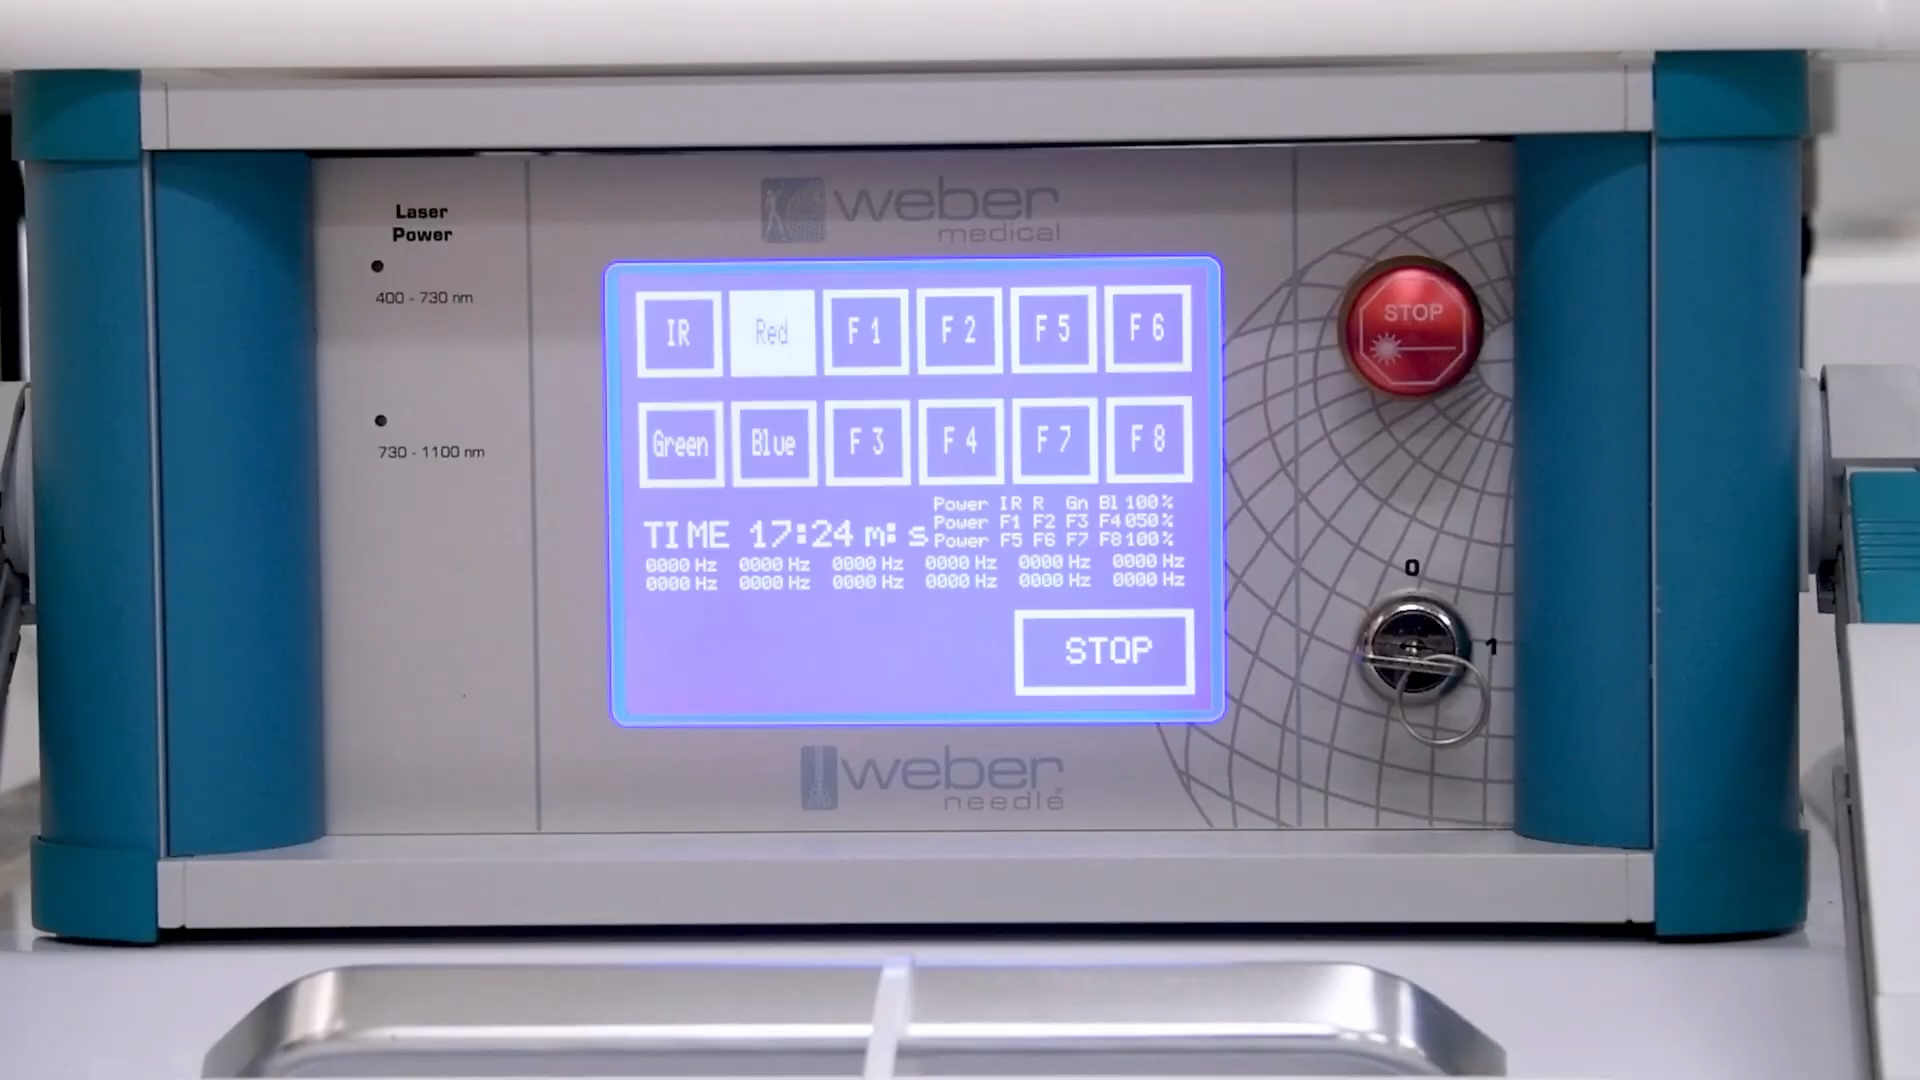 Laser
Power
400 - 730 nm
730 - 1100 nm
weber
medical
IR
Red
F 1
F 2
F 5
F 6
Green
Blue
F 3
F 4
F 7
F 8
Power IR R Gn Bl 100%
Power F1 F2 F3 F4 050%
Power F5 F6 F7 F8 100%
TIME 17:24 m: s
0000 Hz 0000 Hz 0000 Hz 0000 Hz 0000 Hz 0000 Hz
0000 Hz 0000 Hz 0000 Hz 0000 Hz 0000 Hz 0000 Hz
STOP
weber
needle®
STOP
0
1